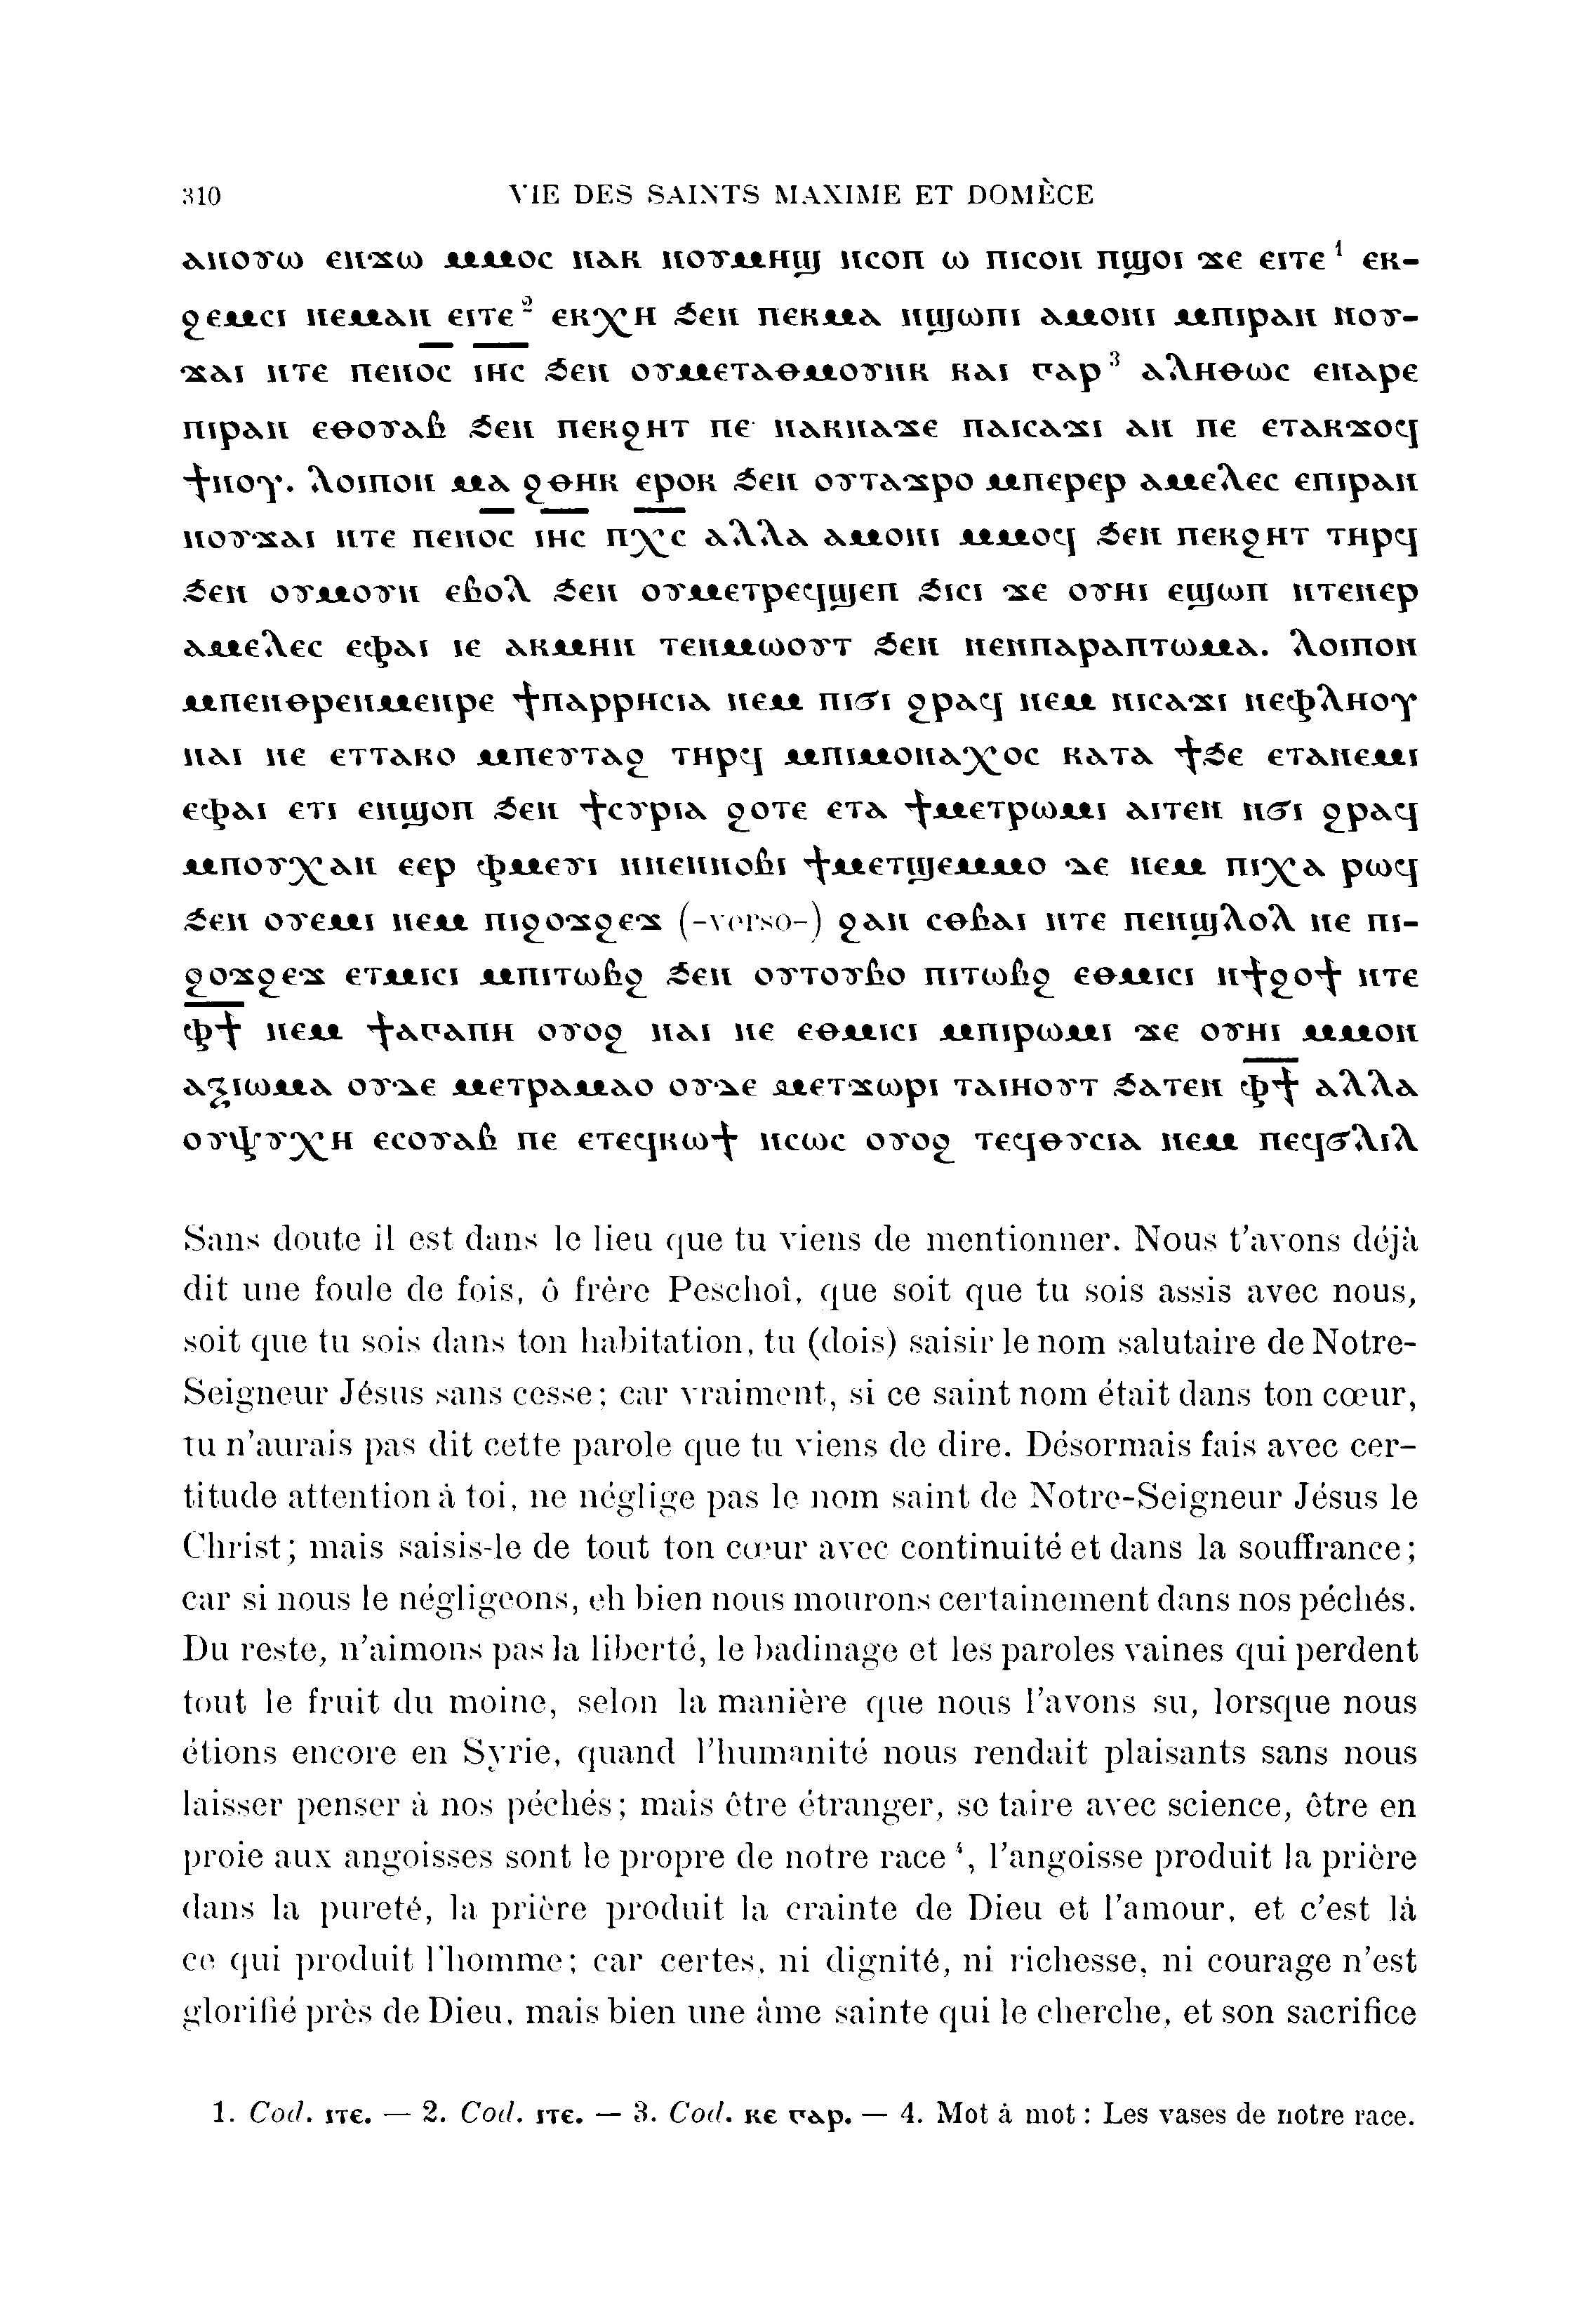 310 VIE DES SAINTS MAXIME ET DOMÈCE
ⲁⲛⲟⲩⲱ ⲉⲛϫⲱ ⲙⲙⲟⲥ ⲛⲁⲕ ⲛⲟⲩⲙⲏϣ ⲛⲥⲟⲡ ⲱ ⲡⲓⲥⲟⲛ ⲡϣⲟⲓ ϫⲉ ⲉⲓⲧⲉ ¹ ⲉⲕ-
ϩⲉⲙⲥⲓ ⲛⲉⲙⲁⲛ ⲉⲓⲧⲉ ² ⲉⲕⲭⲏ ϧⲉⲛ ⲡⲉⲕⲙⲁ ⲛϣⲱⲡⲓ ⲁⲙⲟⲛⲓ ⲙⲡⲓⲣⲁⲛ ⲛⲟⲩ-
ϫⲁⲓ ⲛⲧⲉ ⲡⲉⲛⲟ̅ⲥ̅ ⲓ̅ⲏ̅ⲥ̅ ϧⲉⲛ ⲟⲩⲙⲉⲧⲁⲑⲙⲟⲩⲛⲕ ⲕⲁⲓ ⲅⲁⲣ ³ ⲁⲗⲏⲑⲱⲥ ⲉⲛⲁⲣⲉ
ⲡⲓⲣⲁⲛ ⲉⲑⲟⲩⲁⲃ ϧⲉⲛ ⲡⲉⲕϩⲏⲧ ⲡⲉ ⲛⲁⲕⲛⲁϫⲉ ⲡⲁⲓⲥⲁϫⲓ ⲁⲛ ⲡⲉ ⲉⲧⲁⲕϫⲟϥ
ϯⲛⲟⲩ. ⲗⲟⲓⲡⲟⲛ ⲙⲁ ϩⲑⲏⲕ ⲉⲣⲟⲕ ϧⲉⲛ ⲟⲩⲧⲁϫⲣⲟ ⲙⲡⲉⲣⲉⲣ ⲁⲙⲉⲗⲉⲥ ⲉⲡⲓⲣⲁⲛ
ⲛⲟⲩϫⲁⲓ ⲛⲧⲉ ⲡⲉⲛⲟ̅ⲥ̅ ⲓ̅ⲏ̅ⲥ̅ ⲡ̅ⲭ̅ⲥ̅ ⲁⲗⲗⲁ ⲁⲙⲟⲛⲓ ⲙⲙⲟϥ ϧⲉⲛ ⲡⲉⲕϩⲏⲧ ⲧⲏⲣϥ
ϧⲉⲛ ⲟⲩⲙⲟⲩⲛ ⲉⲃⲟⲗ ϧⲉⲛ ⲟⲩⲙⲉⲧⲣⲉϥϣⲉⲡ ϧⲓⲥⲓ ϫⲉ ⲟⲩⲏⲓ ⲉϣⲱⲡ ⲛⲧⲉⲛⲉⲣ
ⲁⲙⲉⲗⲉⲥ ⲉⲫⲁⲓ ⲓⲉ ⲁⲕⲙⲏⲛ ⲧⲉⲛⲙⲱⲟⲩⲧ ϧⲉⲛ ⲛⲉⲛⲡⲁⲣⲁⲡⲧⲱⲙⲁ. ⲗⲟⲓⲡⲟⲛ
ⲙⲡⲉⲛⲑⲣⲉⲛⲙⲉⲛⲣⲉ ϯⲡⲁⲣⲣⲏⲥⲓⲁ ⲛⲉⲙ ⲡⲓϭⲓ ϩⲣⲁϥ ⲛⲉⲙ ⲛⲓⲥⲁϫⲓ ⲛⲉⲫⲗⲏⲟⲩ
ⲛⲁⲓ ⲛⲉ ⲉⲧⲧⲁⲕⲟ ⲙⲡⲉⲩⲧⲁϩ ⲧⲏⲣϥ ⲙⲡⲓⲙⲟⲛⲁⲭⲟⲥ ⲕⲁⲧⲁ ϯϧⲉ ⲉⲧⲁⲛⲉⲙⲓ
ⲉⲫⲁⲓ ⲉⲧⲓ ⲉⲛϣⲟⲡ ϧⲉⲛ ϯⲥⲩⲣⲓⲁ ϩⲟⲧⲉ ⲉⲧⲁ ϯⲙⲉⲧⲣⲱⲙⲓ ⲁⲓⲧⲉⲛ ⲛϭⲓ ϩⲣⲁϥ
ⲙⲡⲟⲩⲭⲁⲛ ⲉⲉⲣ ⲫⲙⲉⲩⲓ ⲛⲛⲉⲛⲛⲟⲃⲓ ϯⲙⲉⲧϣⲉⲙⲙⲟ ⲇⲉ ⲛⲉⲙ ⲡⲓⲭⲁ ⲣⲱϥ
ϧⲉⲛ ⲟⲩⲉⲙⲓ ⲛⲉⲙ ⲡⲓϩⲟϫϩⲉϫ (-verso-) ϩⲁⲛ ⲥⲑⲃⲁⲓ ⲛⲧⲉ ⲡⲉⲛϣⲗⲟⲗ ⲛⲉ ⲡⲓ-
ϩⲟϫϩⲉϫ ⲉⲧⲙⲓⲥⲓ ⲙⲡⲓⲧⲱⲃϩ ϧⲉⲛ ⲟⲩⲧⲟⲩⲃⲟ ⲡⲓⲧⲱⲃϩ ⲉⲑⲙⲓⲥⲓ ⲛϯϩⲟϯ ⲛⲧⲉ
ⲫ̅ϯ̅ ⲛⲉⲙ ϯⲁⲅⲁⲡⲏ ⲟⲩⲟϩ ⲛⲁⲓ ⲛⲉ ⲉⲑⲙⲓⲥⲓ ⲙⲡⲓⲣⲱⲙⲓ ϫⲉ ⲟⲩⲏⲓ ⲙⲙⲟⲛ
ⲁⲝⲓⲱⲙⲁ ⲟⲩⲇⲉ ⲙⲉⲧⲣⲁⲙⲁⲟ ⲟⲩⲇⲉ ⲙⲉⲧϫⲱⲣⲓ ⲧⲁⲓⲏⲟⲩⲧ ϧⲁⲧⲉⲛ ⲫ̅ϯ̅ ⲁⲗⲗⲁ
ⲟⲩⲯⲩⲭⲏ ⲉⲥⲟⲩⲁⲃ ⲡⲉ ⲉⲧⲉϥⲕⲱϯ ⲛⲥⲱⲥ ⲟⲩⲟϩ ⲧⲉϥⲑⲩⲥⲓⲁ ⲛⲉⲙ ⲡⲉϥϭⲗⲓⲗ
Sans doute il est dans le lieu que tu viens de mentionner. Nous t'avons déjà
dit une foule de fois, ô frère Peschoî, que soit que tu sois assis avec nous,
soit que tu sois dans ton habitation, tu (dois) saisir le nom salutaire de Notre-
Seigneur Jésus sans cesse; car vraiment, si ce saint nom était dans ton cœur,
tu n'aurais pas dit cette parole que tu viens de dire. Désormais fais avec cer-
titude attention à toi, ne néglige pas le nom saint de Notre-Seigneur Jésus le
Christ; mais saisis-le de tout ton cœur avec continuité et dans la souffrance;
car si nous le négligeons, eh bien nous mourons certainement dans nos péchés.
Du reste, n'aimons pas la liberté, le badinage et les paroles vaines qui perdent
tout le fruit du moine, selon la manière que nous l'avons su, lorsque nous
étions encore en Syrie, quand l'humanité nous rendait plaisants sans nous
laisser penser à nos péchés; mais être étranger, se taire avec science, être en
proie aux angoisses sont le propre de notre race ⁴, l'angoisse produit la prière
dans la pureté, la prière produit la crainte de Dieu et l'amour, et c'est là
ce qui produit l'homme; car certes, ni dignité, ni richesse, ni courage n'est
glorifié près de Dieu, mais bien une âme sainte qui le cherche, et son sacrifice
1. Cod. ⲓⲧⲉ. — 2. Cod. ⲓⲧⲉ. — 3. Cod. ⲕⲉ ⲅⲁⲣ. — 4. Mot à mot : Les vases de notre race.